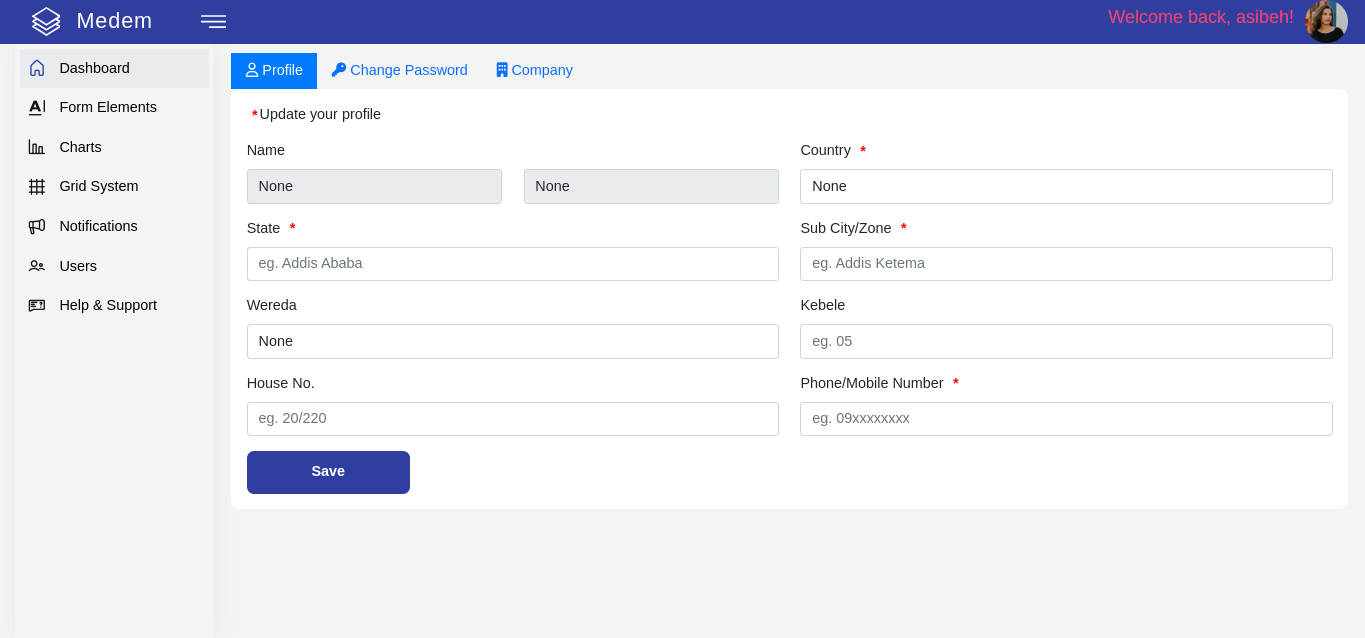 Medem
Welcome back, asibeh!
Dashboard
Form Elements
Charts
Grid System
Notifications
Users
Help & Support
Profile
Change Password
Company
*Update your profile
Name
Country *
None
None
None
State *
Sub City/Zone *
eg. Addis Ababa
eg. Addis Ketema
Wereda
Kebele
None
eg. 05
House No.
Phone/Mobile Number *
eg. 20/220
eg. 09xxxxxxxx
Save